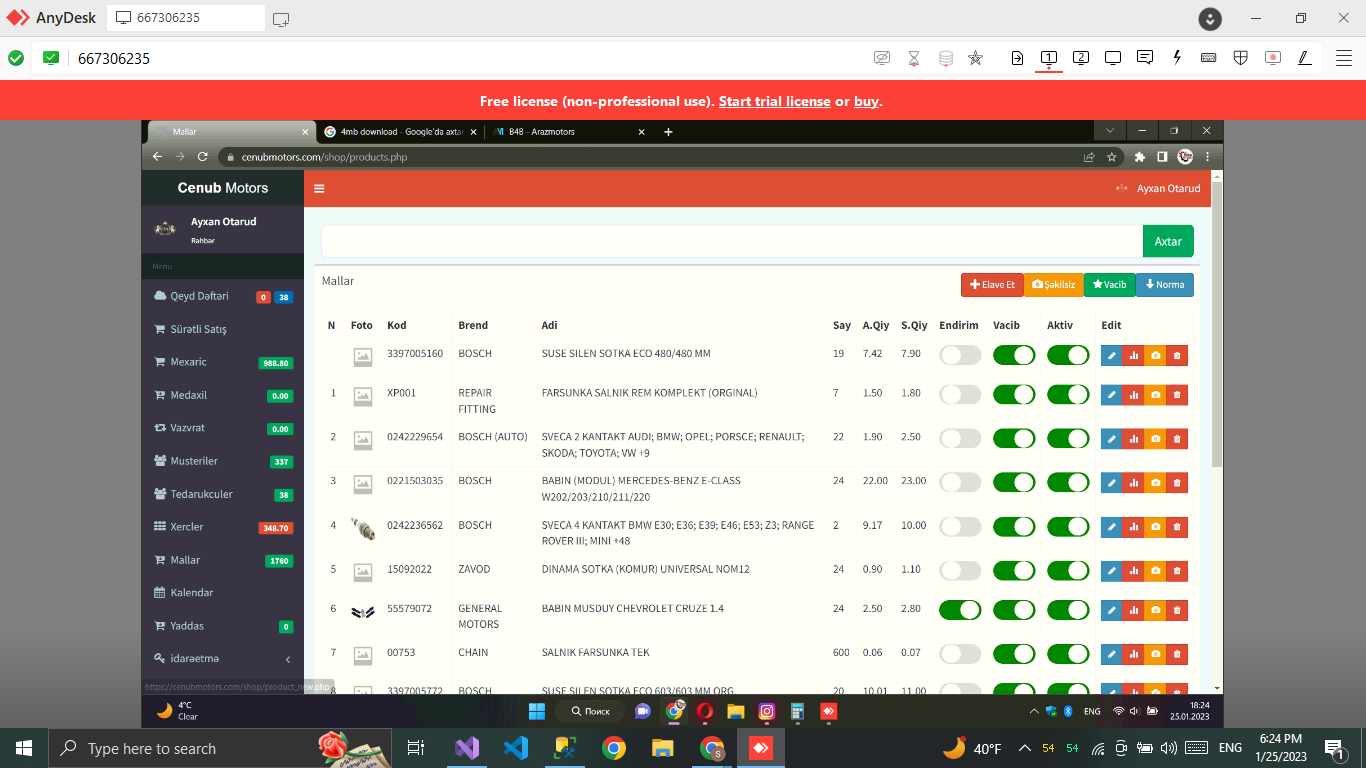 AnyDesk
667306235
667306235
Free license (non-professional use). Start trial license or buy.
Mallar
4mb download - Google'da axtar
B4B - Arazmotors
cenubmotors.com/shop/products.php
Cenub Motors
Ayxan Otarud
Ayxan Otarud
Rəhbər
Axtar
Menu
Mallar
Elave Et
Şəkilsiz
Vacib
Norma
Qeyd Dəftəri 0 38
Sürətli Satış
Mexaric 988.80
Medaxil 0.00
Vazvrat 0.00
Musteriler 337
Tedarukculer 38
Xercler 348.70
Mallar 1760
Kalendar
Yaddas 0
idarəetmə
N Foto Kod Brend Adi Say A.Qiy S.Qiy Endirim Vacib Aktiv Edit
3397005160 BOSCH SUSE SILEN SOTKA ECO 480/480 MM 19 7.42 7.90
1 XP001 REPAIR FARSUNKA SALNIK REM KOMPLEKT (ORGINAL) 7 1.50 1.80
FITTING
2 0242229654 BOSCH (AUTO) SVECA 2 KANTAKT AUDI; BMW; OPEL; PORSCE; RENAULT; 22 1.90 2.50
SKODA; TOYOTA; VW +9
3 0221503035 BOSCH BABIN (MODUL) MERCEDES-BENZ E-CLASS 24 22.00 23.00
W202/203/210/211/220
4 0242236562 BOSCH SVECA 4 KANTAKT BMW E30; E36; E39; E46; E53; Z3; RANGE 2 9.17 10.00
ROVER III; MINI +48
5 15092022 ZAVOD DINAMA SOTKA (KOMUR) UNIVERSAL NOM12 24 0.90 1.10
6 55579072 GENERAL BABIN MUSDUY CHEVROLET CRUZE 1.4 24 2.50 2.80
MOTORS
7 00753 CHAIN SALNIK FARSUNKA TEK 600 0.06 0.07
8 3397005772 BOSCH SUSE SILEN SOTKA ECO 603/603 MM ORG. 20 10.01 11.00
https://cenubmotors.com/shop/product_now.php
4°C
Clear
Поиск
ENG
18:24
25.01.2023
Type here to search
40°F
54 54
ENG
6:24 PM
1/25/2023
1